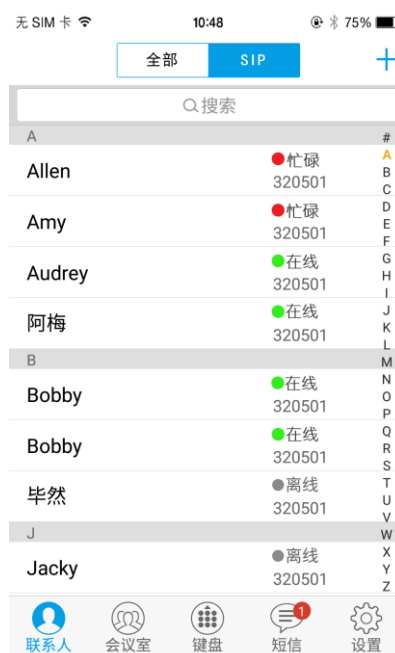 无 SIM 卡 10:48 75%
全部 SIP
搜索
A
Allen
忙碌
320501
Amy
忙碌
320501
Audrey
在线
320501
阿梅
在线
320501
B
Bobby
在线
320501
Bobby
在线
320501
毕然
离线
320501
J
Jacky
离线
320501
#
A
B
C
D
E
F
G
H
I
J
K
L
M
N
O
P
Q
R
S
T
U
V
W
X
Y
Z
1
联系人 会议室 键盘 短信 设置